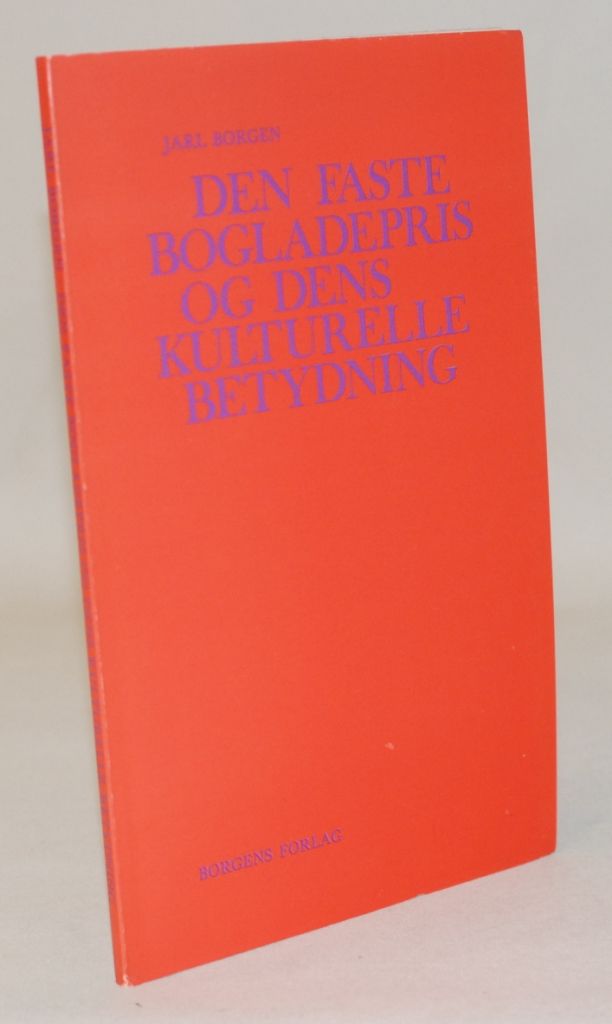 JARL BORGEN
DEN FASTE
BOGLADEPRIS
OG DENS
KULTURELLE
BETYDNING
BORGENS FORLAG